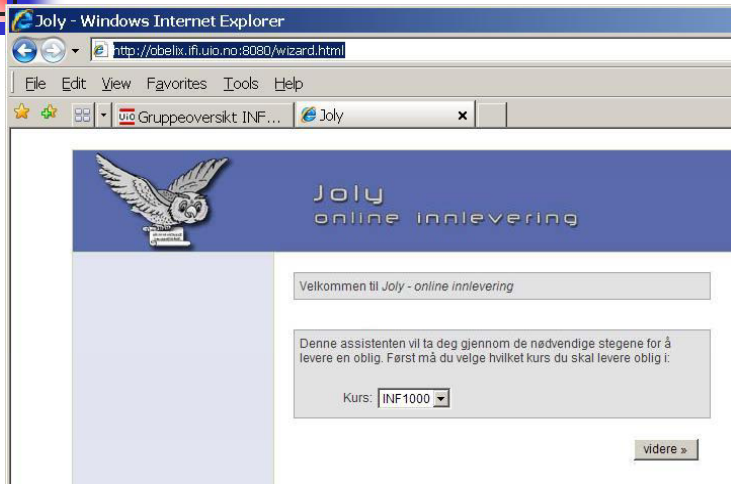 Joly - Windows Internet Explorer
http://obelix.ifi.uio.no:8080/wizard.html
File Edit View Favorites Tools Help
UiO Gruppeoversikt INF... Joly
Joly
online innlevering
Velkommen til Joly - online innlevering
Denne assistenten vil ta deg gjennom de nødvendige stegene for å
levere en oblig. Først må du velge hvilket kurs du skal levere oblig i:
Kurs: INF1000
videre »